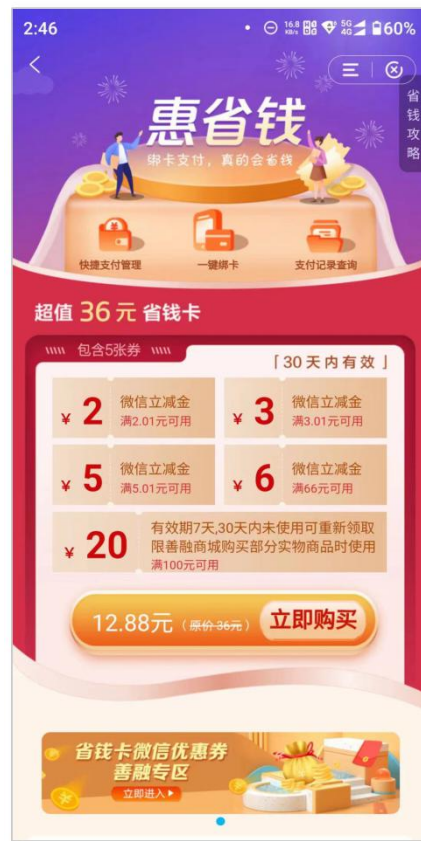 2:46
16.8 KB/s
HD HD
5G 4G
60%
省钱攻略
惠省钱
绑卡支付，真的会省钱
快捷支付管理
一键绑卡
支付记录查询
超值 36 元 省钱卡
包含5张券
「30天内有效」
¥ 2
微信立减金
满2.01元可用
¥ 3
微信立减金
满3.01元可用
¥ 5
微信立减金
满5.01元可用
¥ 6
微信立减金
满66元可用
¥ 20
有效期7天,30天内未使用可重新领取
限善融商城购买部分实物商品时使用
满100元可用
12.88元（原价36元）
立即购买
省钱卡微信优惠券
善融专区
立即进入